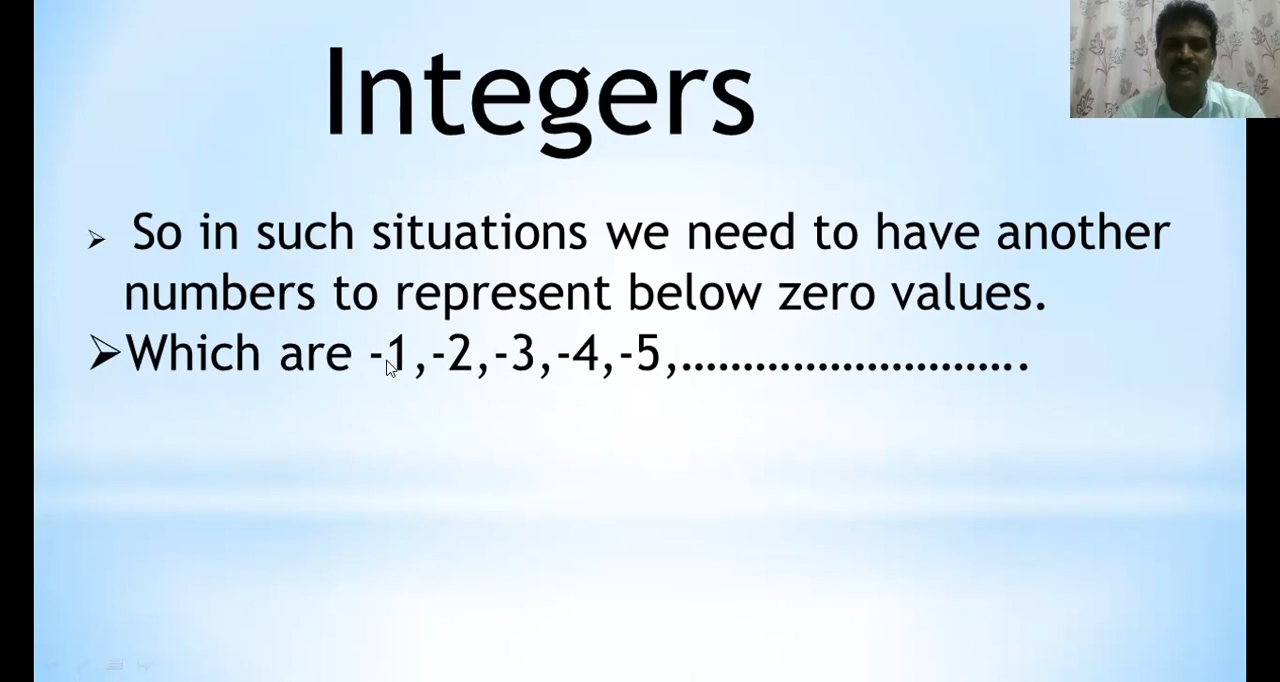 Integers
So in such situations we need to have another
numbers to represent below zero values.
Which are -1,-2,-3,-4,-5,............................